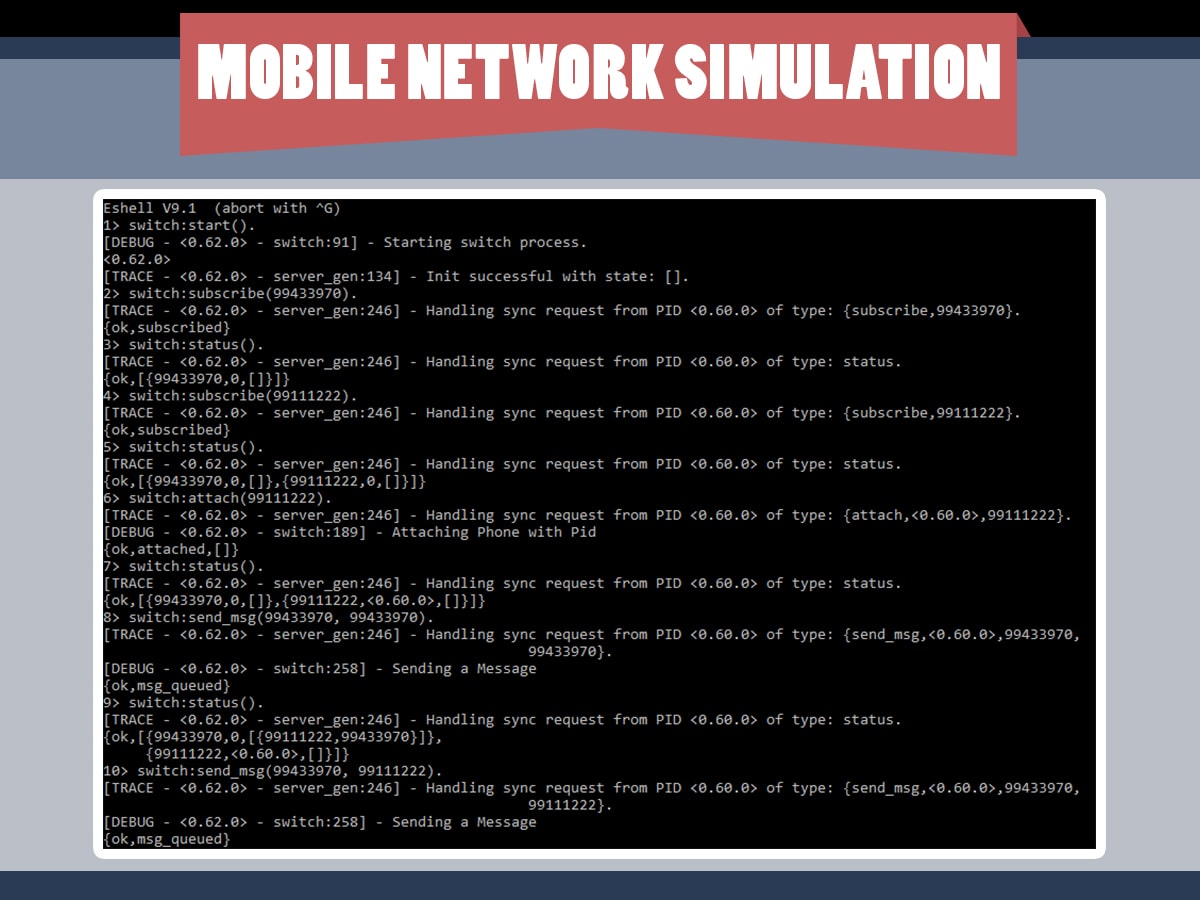 MOBILE NETWORK SIMULATION
Eshell V9.1  (abort with ^G)
1> switch:start().
[DEBUG - <0.62.0> - switch:91] - Starting switch process.
<0.62.0>
[TRACE - <0.62.0> - server_gen:134] - Init successful with state: [].
2> switch:subscribe(99433970).
[TRACE - <0.62.0> - server_gen:246] - Handling sync request from PID <0.60.0> of type: {subscribe,99433970}.
{ok,subscribed}
3> switch:status().
[TRACE - <0.62.0> - server_gen:246] - Handling sync request from PID <0.60.0> of type: status.
{ok,[{99433970,0,[]}]}
4> switch:subscribe(99111222).
[TRACE - <0.62.0> - server_gen:246] - Handling sync request from PID <0.60.0> of type: {subscribe,99111222}.
{ok,subscribed}
5> switch:status().
[TRACE - <0.62.0> - server_gen:246] - Handling sync request from PID <0.60.0> of type: status.
{ok,[{99433970,0,[]},{99111222,0,[]}]}
6> switch:attach(99111222).
[TRACE - <0.62.0> - server_gen:246] - Handling sync request from PID <0.60.0> of type: {attach,<0.60.0>,99111222}.
[DEBUG - <0.62.0> - switch:189] - Attaching Phone with Pid
{ok,attached,[]}
7> switch:status().
[TRACE - <0.62.0> - server_gen:246] - Handling sync request from PID <0.60.0> of type: status.
{ok,[{99433970,0,[]},{99111222,<0.60.0>,[]}]}
8> switch:send_msg(99433970, 99433970).
[TRACE - <0.62.0> - server_gen:246] - Handling sync request from PID <0.60.0> of type: {send_msg,<0.60.0>,99433970,
99433970}.
[DEBUG - <0.62.0> - switch:258] - Sending a Message
{ok,msg_queued}
9> switch:status().
[TRACE - <0.62.0> - server_gen:246] - Handling sync request from PID <0.60.0> of type: status.
{ok,[{99433970,0,[{99111222,99433970}]},
{99111222,<0.60.0>,[]}]}
10> switch:send_msg(99433970, 99111222).
[TRACE - <0.62.0> - server_gen:246] - Handling sync request from PID <0.60.0> of type: {send_msg,<0.60.0>,99433970,
99111222}.
[DEBUG - <0.62.0> - switch:258] - Sending a Message
{ok,msg_queued}